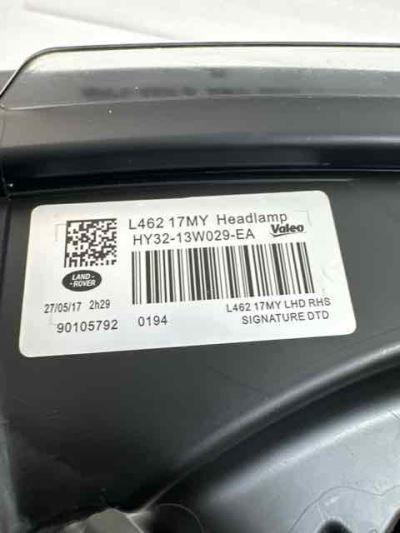 L462 17MY Headlamp
HY32-13W029-EA Valeo
LAND-
ROVER
27/05/17 2h29
L462 17MY LHD RHS
90105792 0194 SIGNATURE DTD